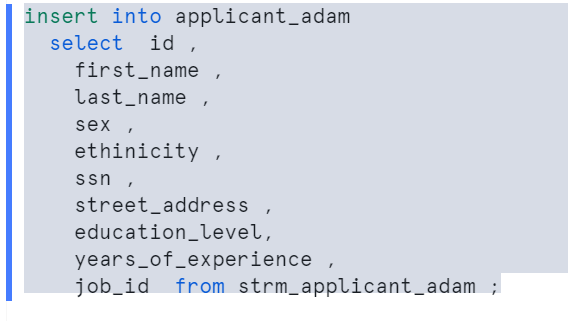 insert into applicant_adam
select id ,
first_name ,
last_name ,
sex ,
ethinicity ,
ssn ,
street_address ,
education_level,
years_of_experience ,
job_id from strm_applicant_adam ;